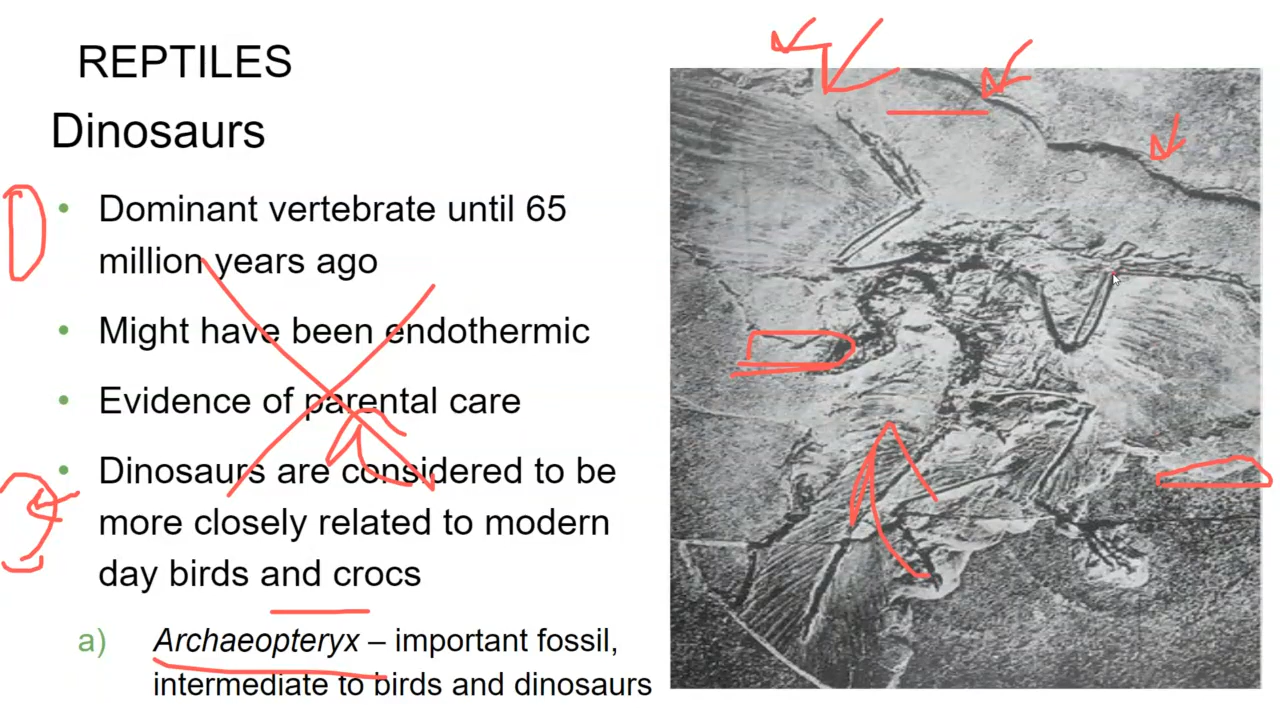 REPTILES
Dinosaurs
• Dominant vertebrate until 65
million years ago
• Might have been endothermic
• Evidence of parental care
• Dinosaurs are considered to be
more closely related to modern
day birds and crocs
a) Archaeopteryx – important fossil,
intermediate to birds and dinosaurs